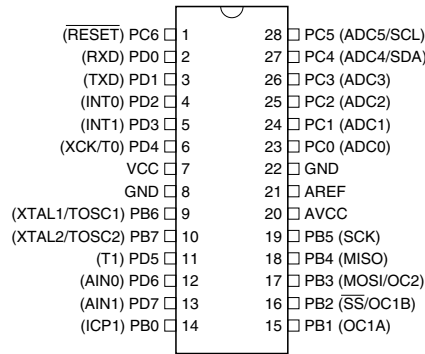 (RESET) PC6 1 28 PC5 (ADC5/SCL)
(RXD) PD0 2 27 PC4 (ADC4/SDA)
(TXD) PD1 3 26 PC3 (ADC3)
(INT0) PD2 4 25 PC2 (ADC2)
(INT1) PD3 5 24 PC1 (ADC1)
(XCK/T0) PD4 6 23 PC0 (ADC0)
VCC 7 22 GND
GND 8 21 AREF
(XTAL1/TOSC1) PB6 9 20 AVCC
(XTAL2/TOSC2) PB7 10 19 PB5 (SCK)
(T1) PD5 11 18 PB4 (MISO)
(AIN0) PD6 12 17 PB3 (MOSI/OC2)
(AIN1) PD7 13 16 PB2 (SS/OC1B)
(ICP1) PB0 14 15 PB1 (OC1A)